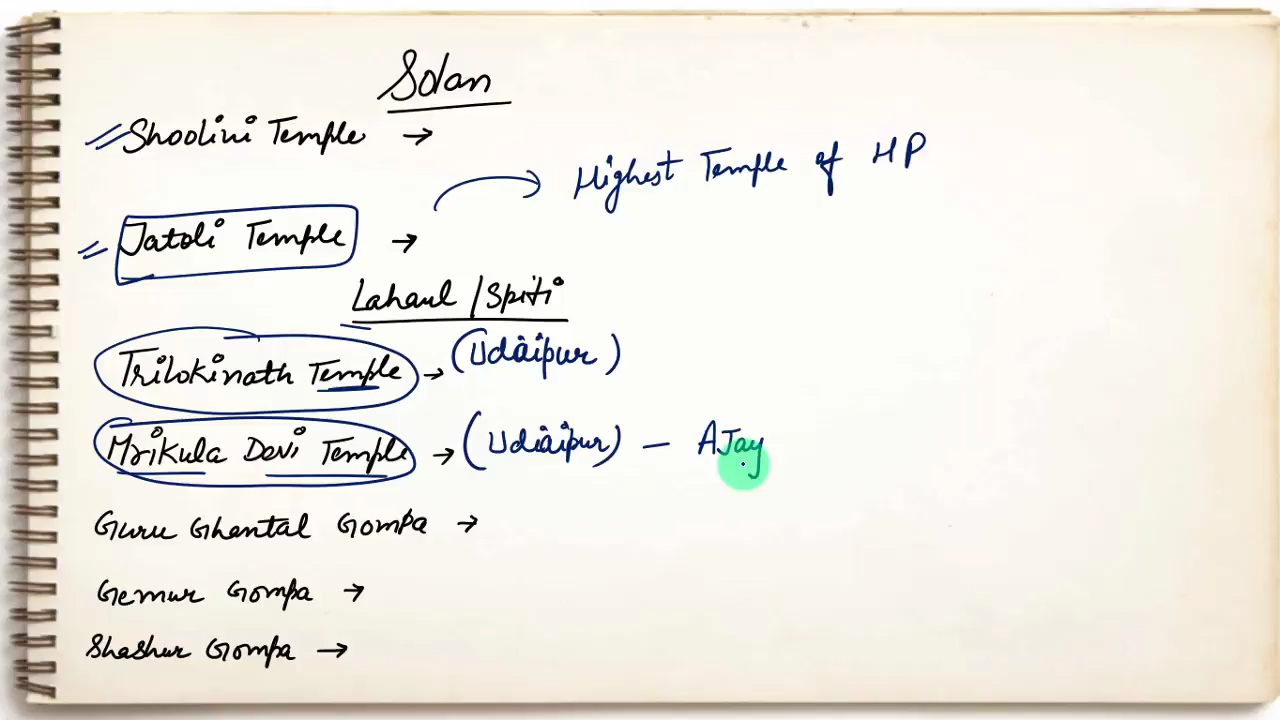 Solan
Shoolini Temple →
Highest Temple of HP
Jatoli Temple →
Lahaul / Spiti
Trilokinath Temple → (Udaipur)
Mrikula Devi Temple → (Udaipur) – AJay
Guru Ghantal Gompa →
Gemur Gompa →
Shashur Gompa →